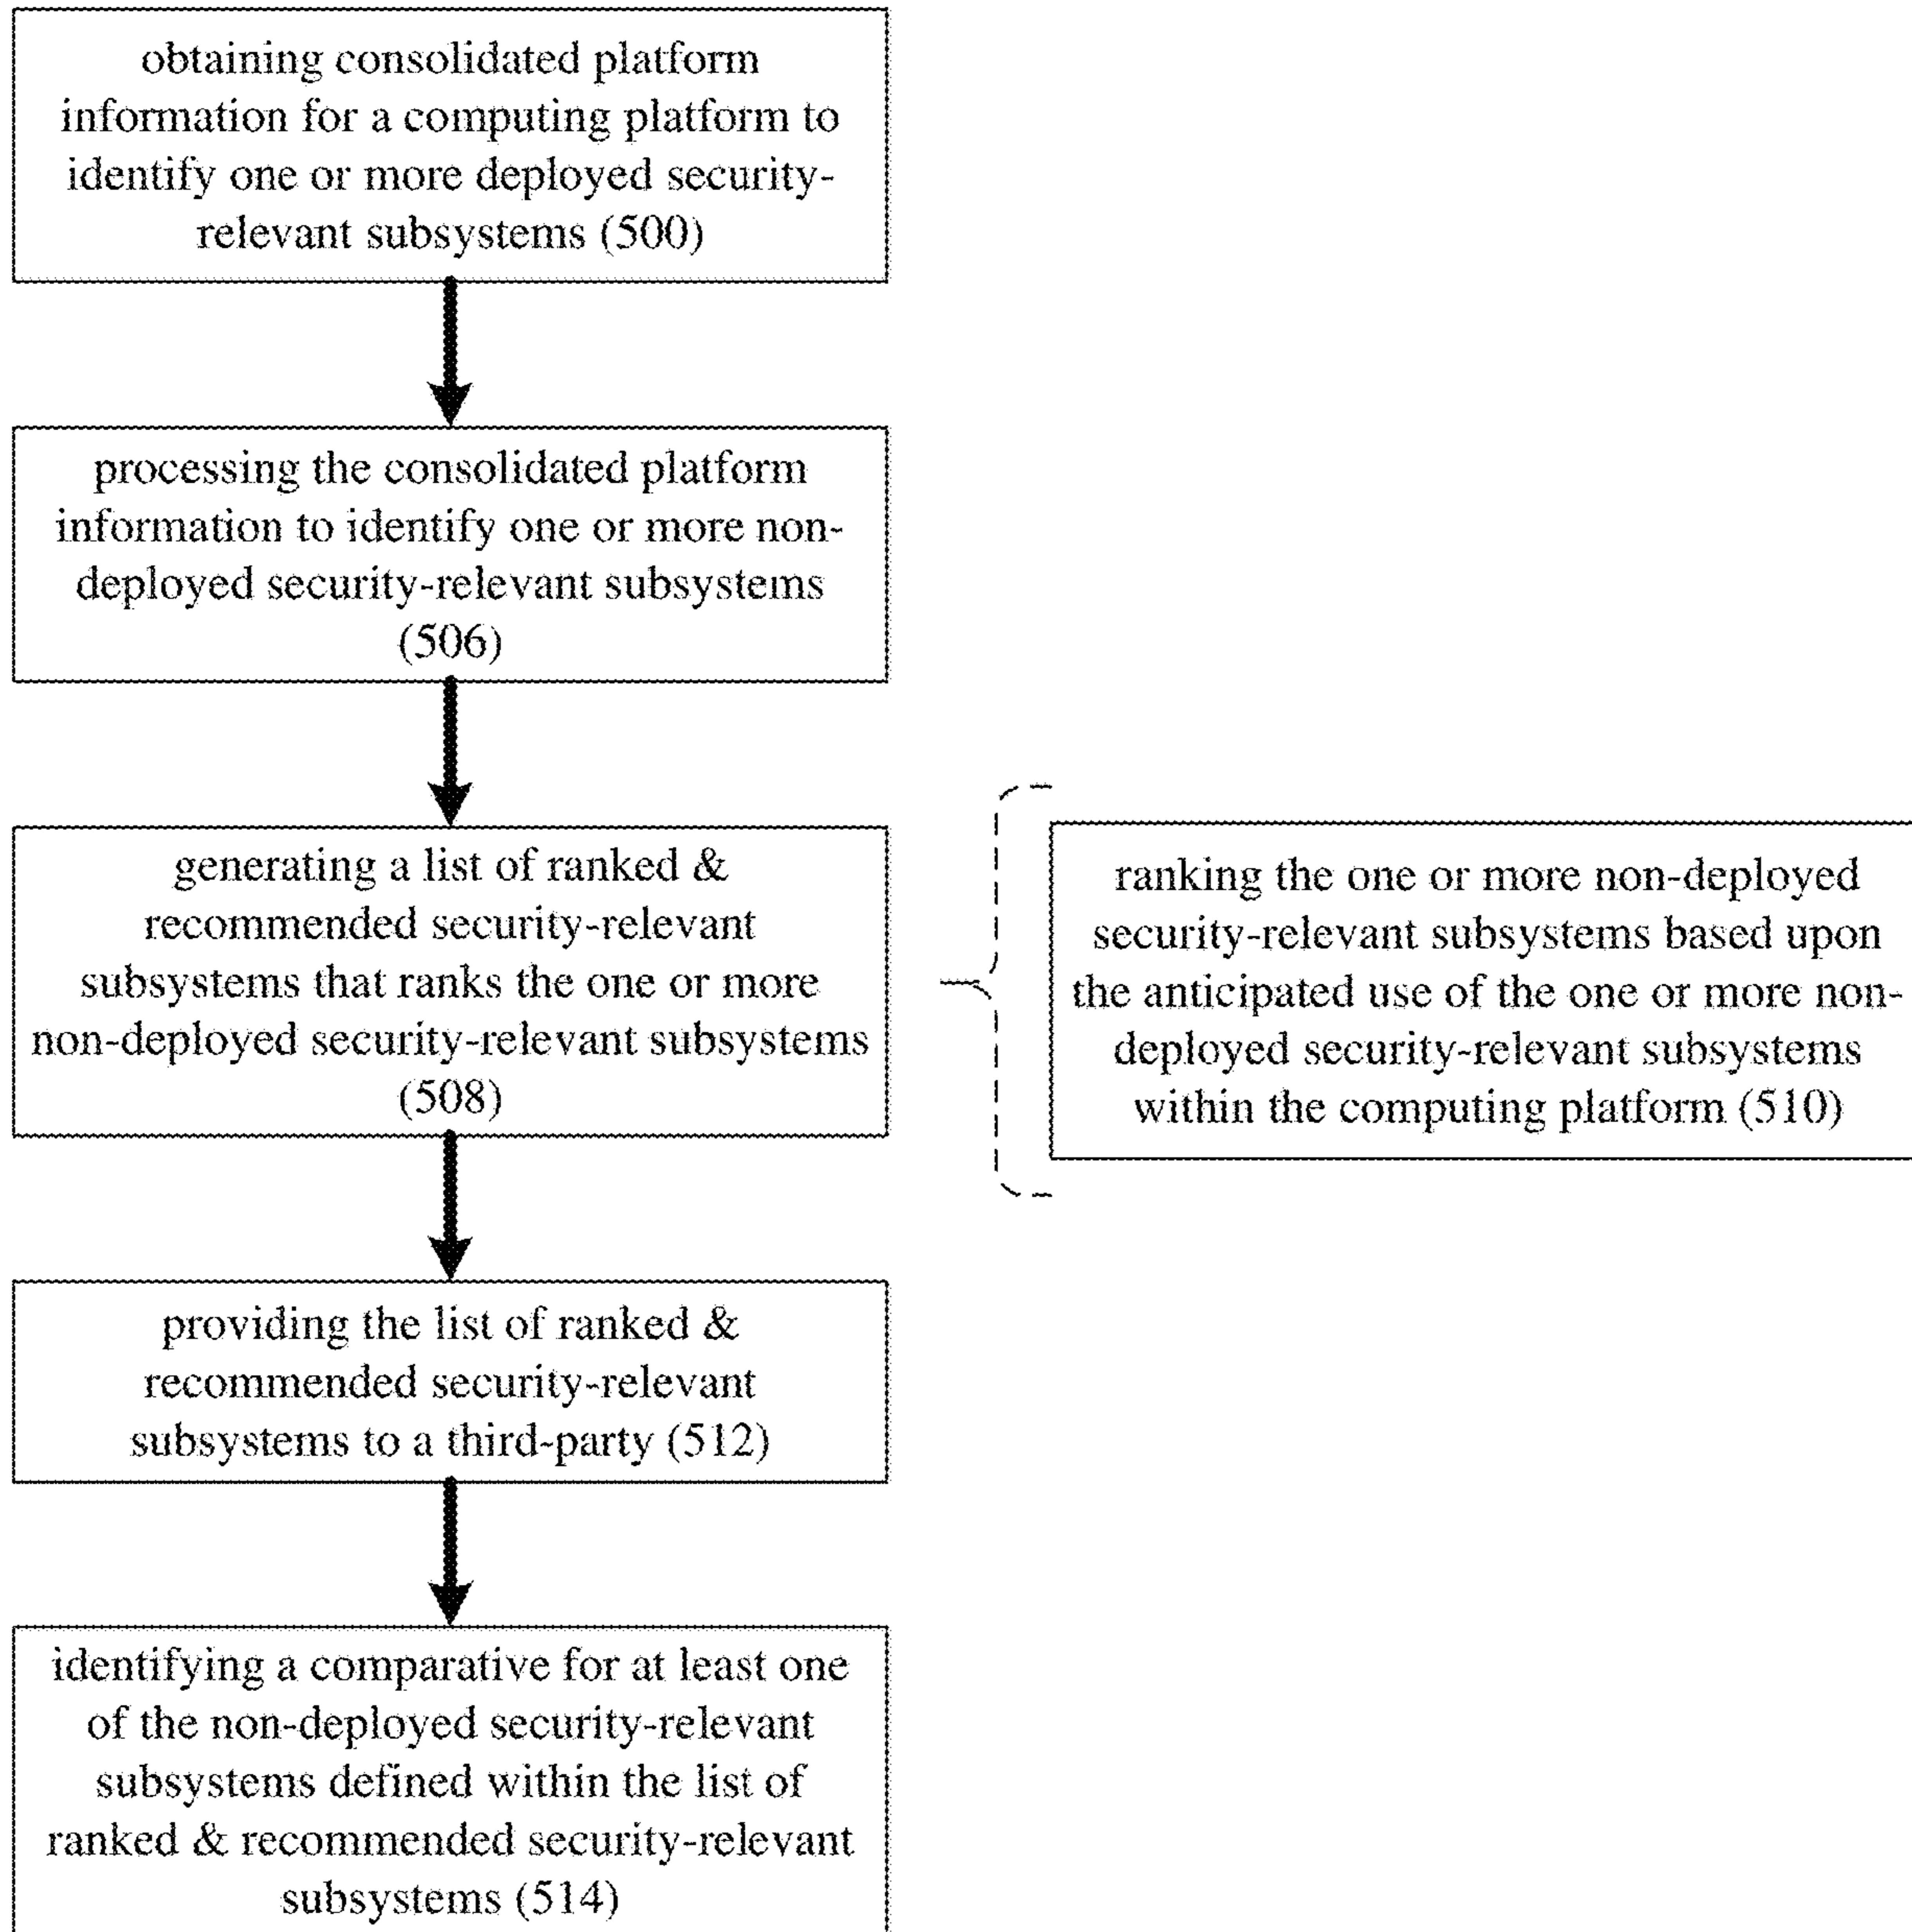 obtaining consolidated platform
information for a computing platform to
identify one or more deployed security-
relevant subsystems (500)
processing the consolidated platform
information to identify one or more non-
deployed security-relevant subsystems
(506)
generating a list of ranked &
recommended security-relevant
subsystems that ranks the one or more
non-deployed security-relevant subsystems
(508)
ranking the one or more non-deployed
security-relevant subsystems based upon
the anticipated use of the one or more non-
deployed security-relevant subsystems
within the computing platform (510)
providing the list of ranked &
recommended security-relevant
subsystems to a third-party (512)
identifying a comparative for at least one
of the non-deployed security-relevant
subsystems defined within the list of
ranked & recommended security-relevant
subsystems (514)